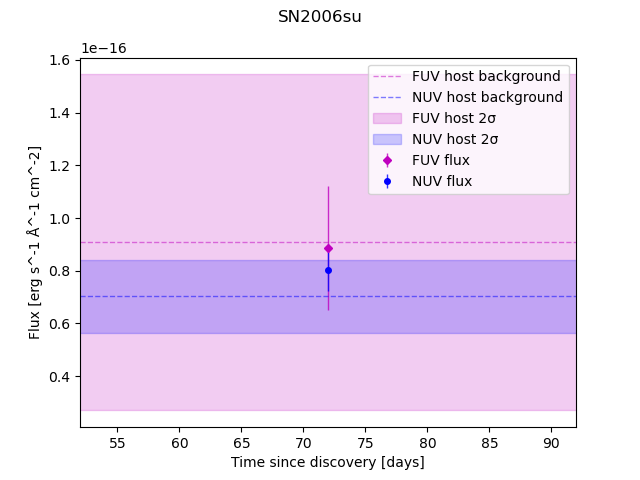 SN2006su
1e−16
1.6
1.4
1.2
1.0
0.8
0.6
0.4
Flux [erg s^-1 Å^-1 cm^-2]
FUV host background
NUV host background
FUV host 2σ
NUV host 2σ
FUV flux
NUV flux
55 60 65 70 75 80 85 90
Time since discovery [days]